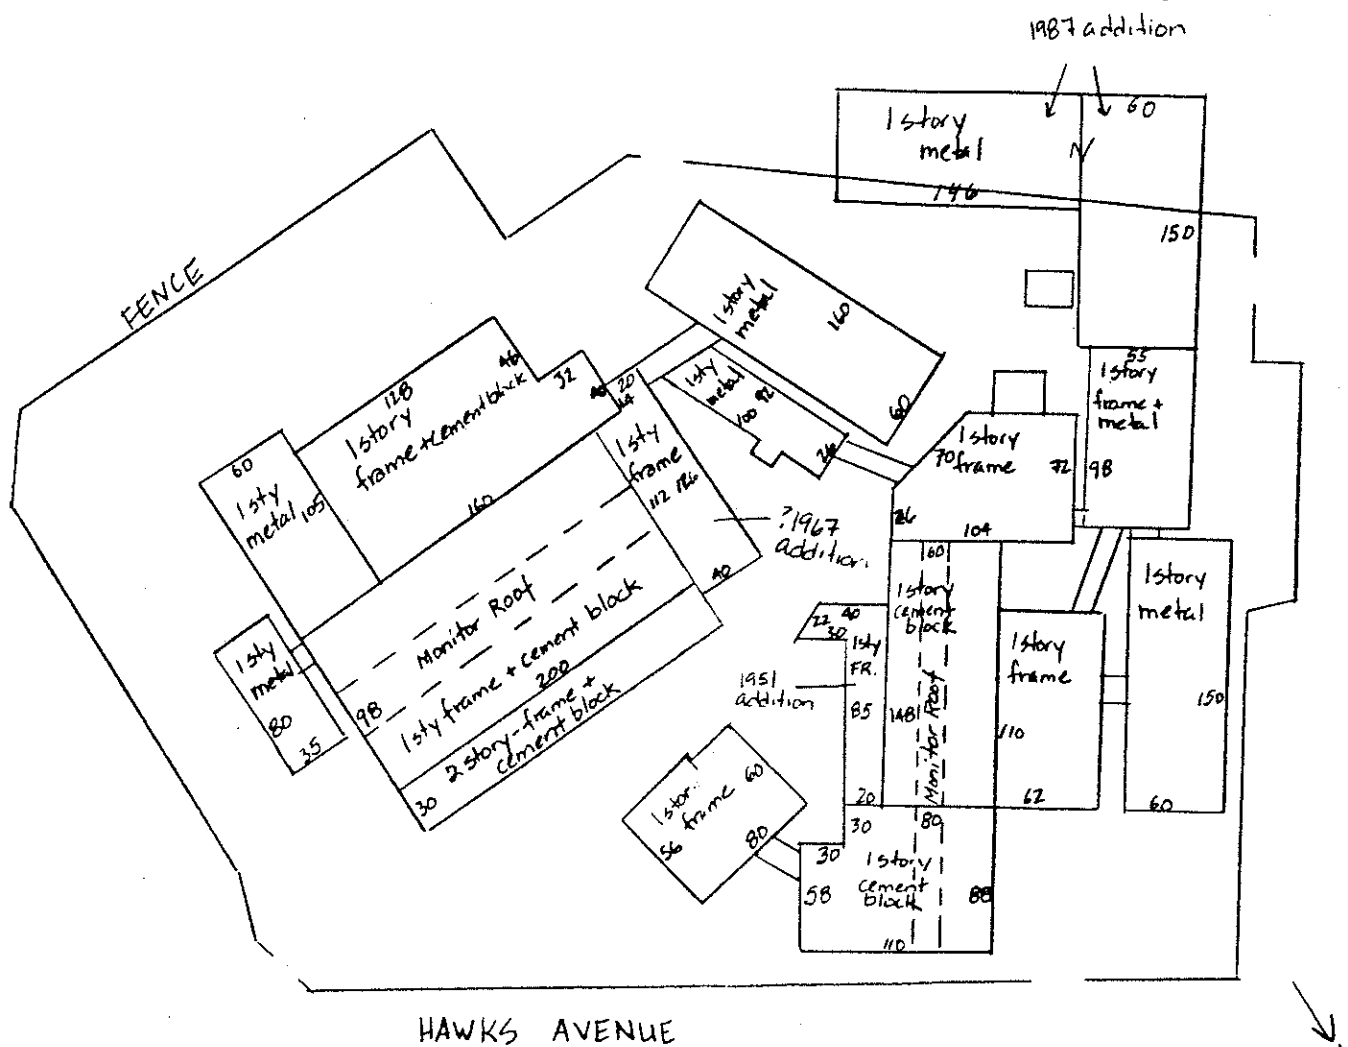 1987 addition
1 story
metal
146
60
N
150
FENCE
1 story
metal
160
60
128
46
32
1 story
frame + cement block
160
20
44
1 sty
metal
100
92
26
60
1 sty
metal
105
1 sty
frame
112
126
40
?1967
addition
1 story
frame
70
72
26
104
55
1 story
frame +
metal
98
Monitor Roof
1 sty frame + cement block
98
200
2 story-frame +
cement block
30
1 sty
metal
80
35
60
1 story
cement
block
148
Monitor Roof
22
40
30
1 sty
FR.
85
20
1951
addition
1 story
frame
110
62
1 story
metal
150
60
frame
60
56
80
30
30
80
58
1 story
cement
block
88
110
HAWKS AVENUE